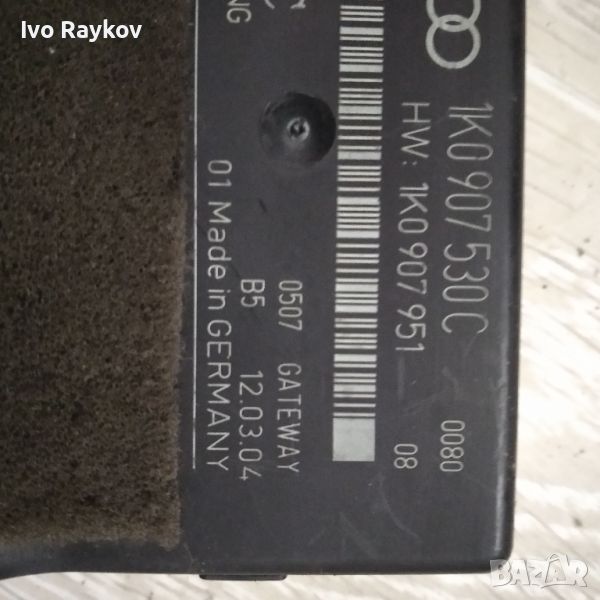 Ivo Raykov
1K0 907 530 C 0080
HW: 1K0 907 951 08
0507 GATEWAY
B5 12.03.04
01 Made in GERMANY
BAZAR